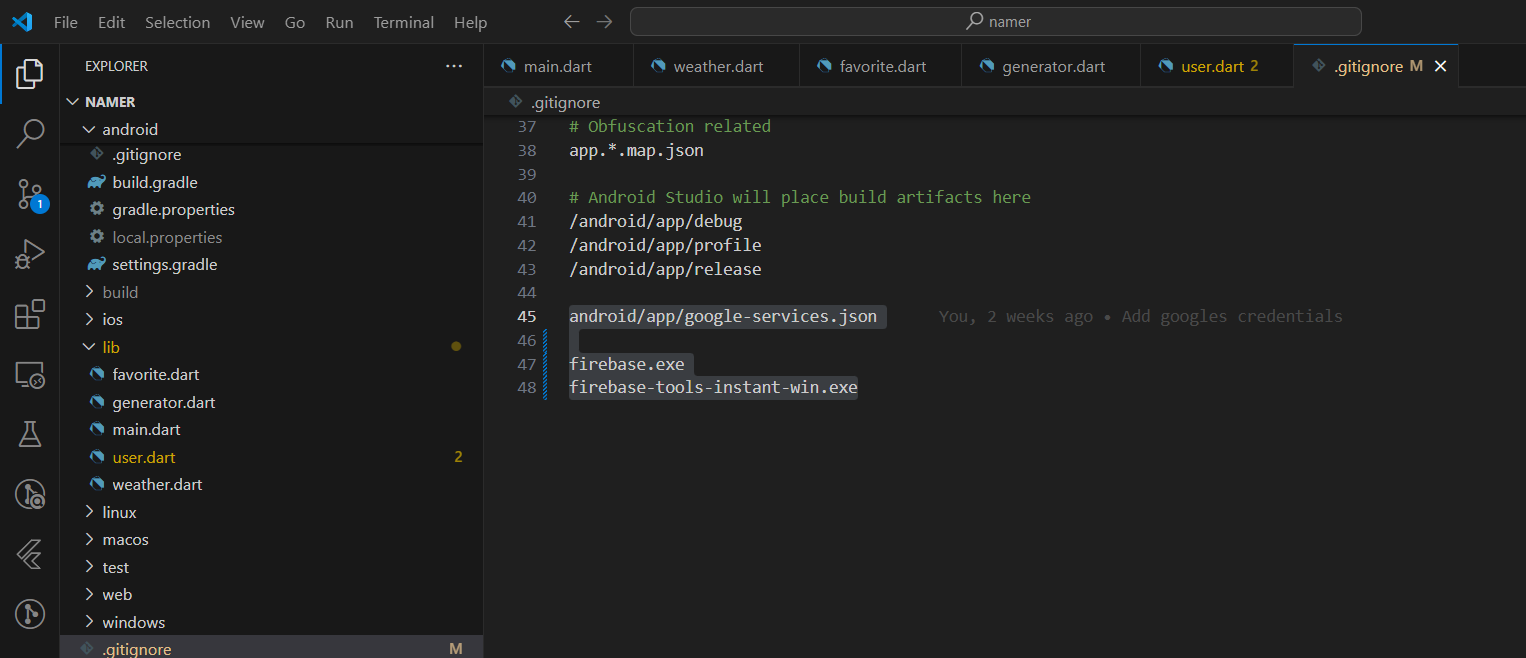 File Edit Selection View Go Run Terminal Help
namer
EXPLORER
NAMER
android
.gitignore
build.gradle
gradle.properties
local.properties
settings.gradle
build
ios
lib
favorite.dart
generator.dart
main.dart
user.dart 2
weather.dart
linux
macos
test
web
windows
.gitignore M
1
main.dart weather.dart favorite.dart generator.dart user.dart 2 .gitignore M
.gitignore
37 # Obfuscation related
38 app.*.map.json
39
40 # Android Studio will place build artifacts here
41 /android/app/debug
42 /android/app/profile
43 /android/app/release
44
45 android/app/google-services.json You, 2 weeks ago • Add googles credentials
46
47 firebase.exe
48 firebase-tools-instant-win.exe